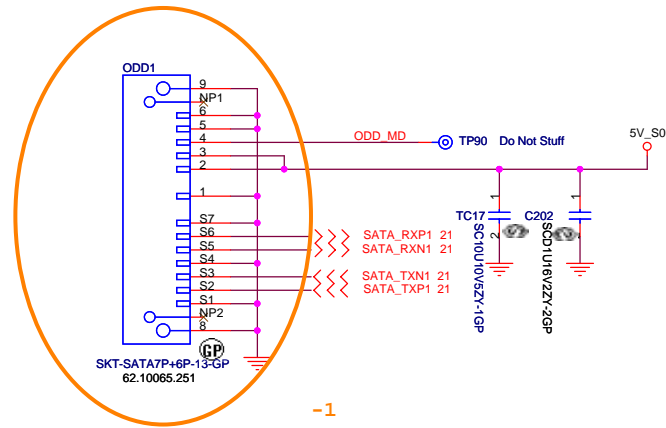 ODD1
9
NP1
6
5
4
3
2
1
S7
S6
S5
S4
S3
S2
S1
NP2
8
GP
SKT-SATA7P+6P-13-GP
62.10065.251
ODD_MD
TP90 Do Not Stuff
5V_S0
SATA_RXP1 21
SATA_RXN1 21
SATA_TXN1 21
SATA_TXP1 21
1
TC17
2
SC10U10V5ZY-1GP
1
C202
SCD1U16V2ZY-2GP
-1